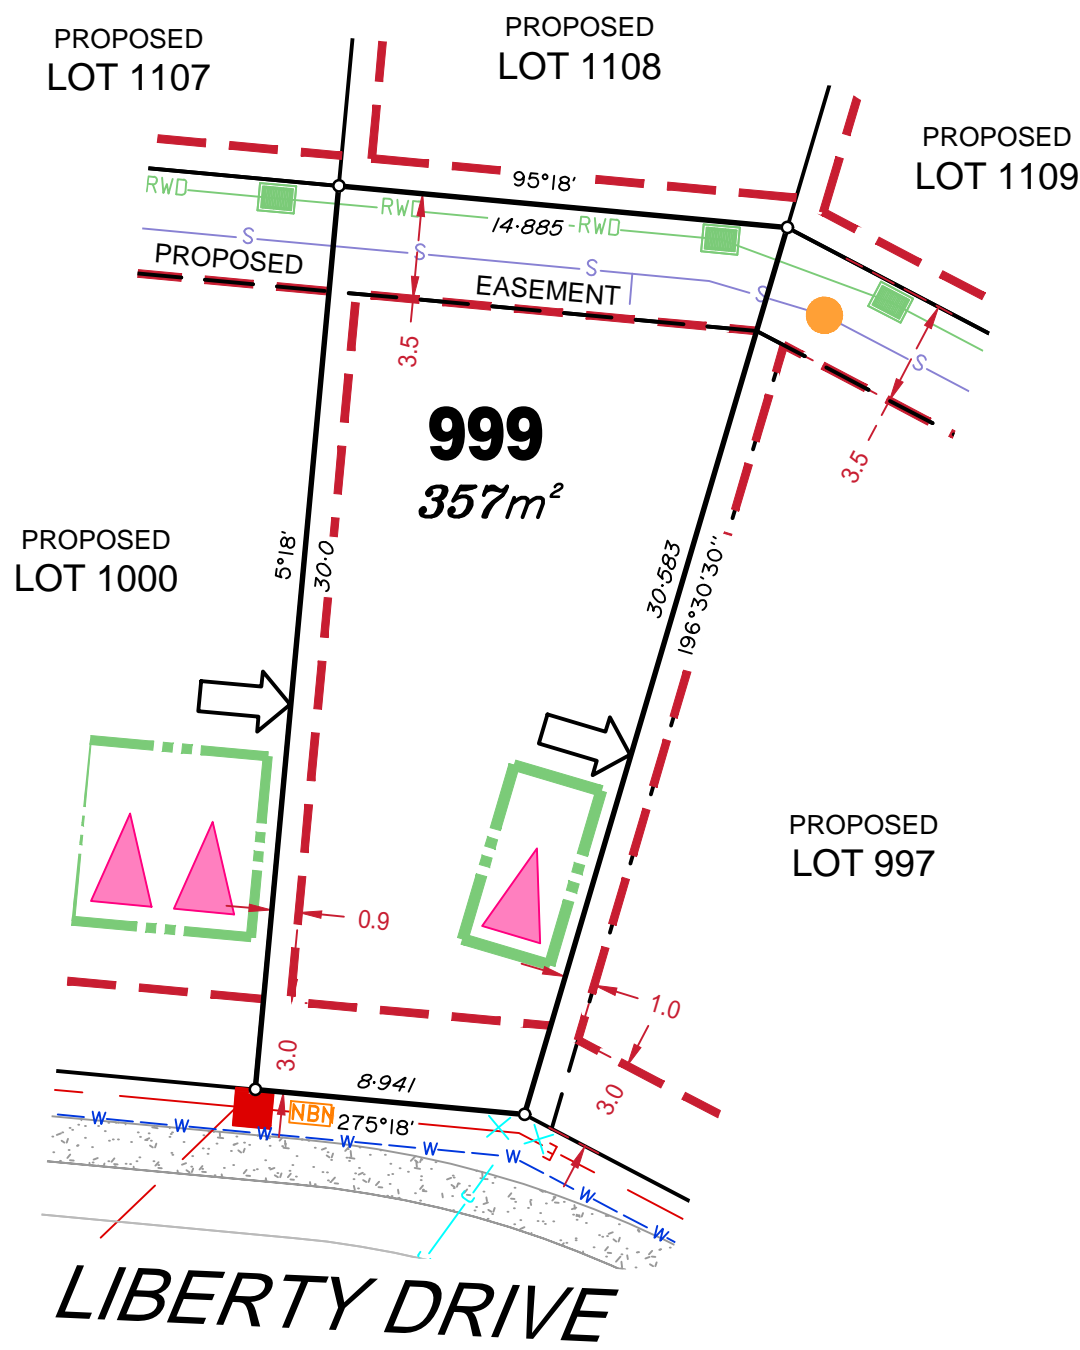 PROPOSED
LOT 1107
PROPOSED
LOT 1108
PROPOSED
LOT 1109
95°18'
RWD
RWD
14·885
RWD
S
S
S
S
S
PROPOSED
EASEMENT
3.5
3.5
999
357m²
PROPOSED
LOT 1000
5°18'
30·0
30·583
196°30'30"
PROPOSED
LOT 997
0.9
1.0
3.0
3.0
8·941
NBN
275°18'
E
W
W
W
W
W
W
W
W
LIBERTY DRIVE